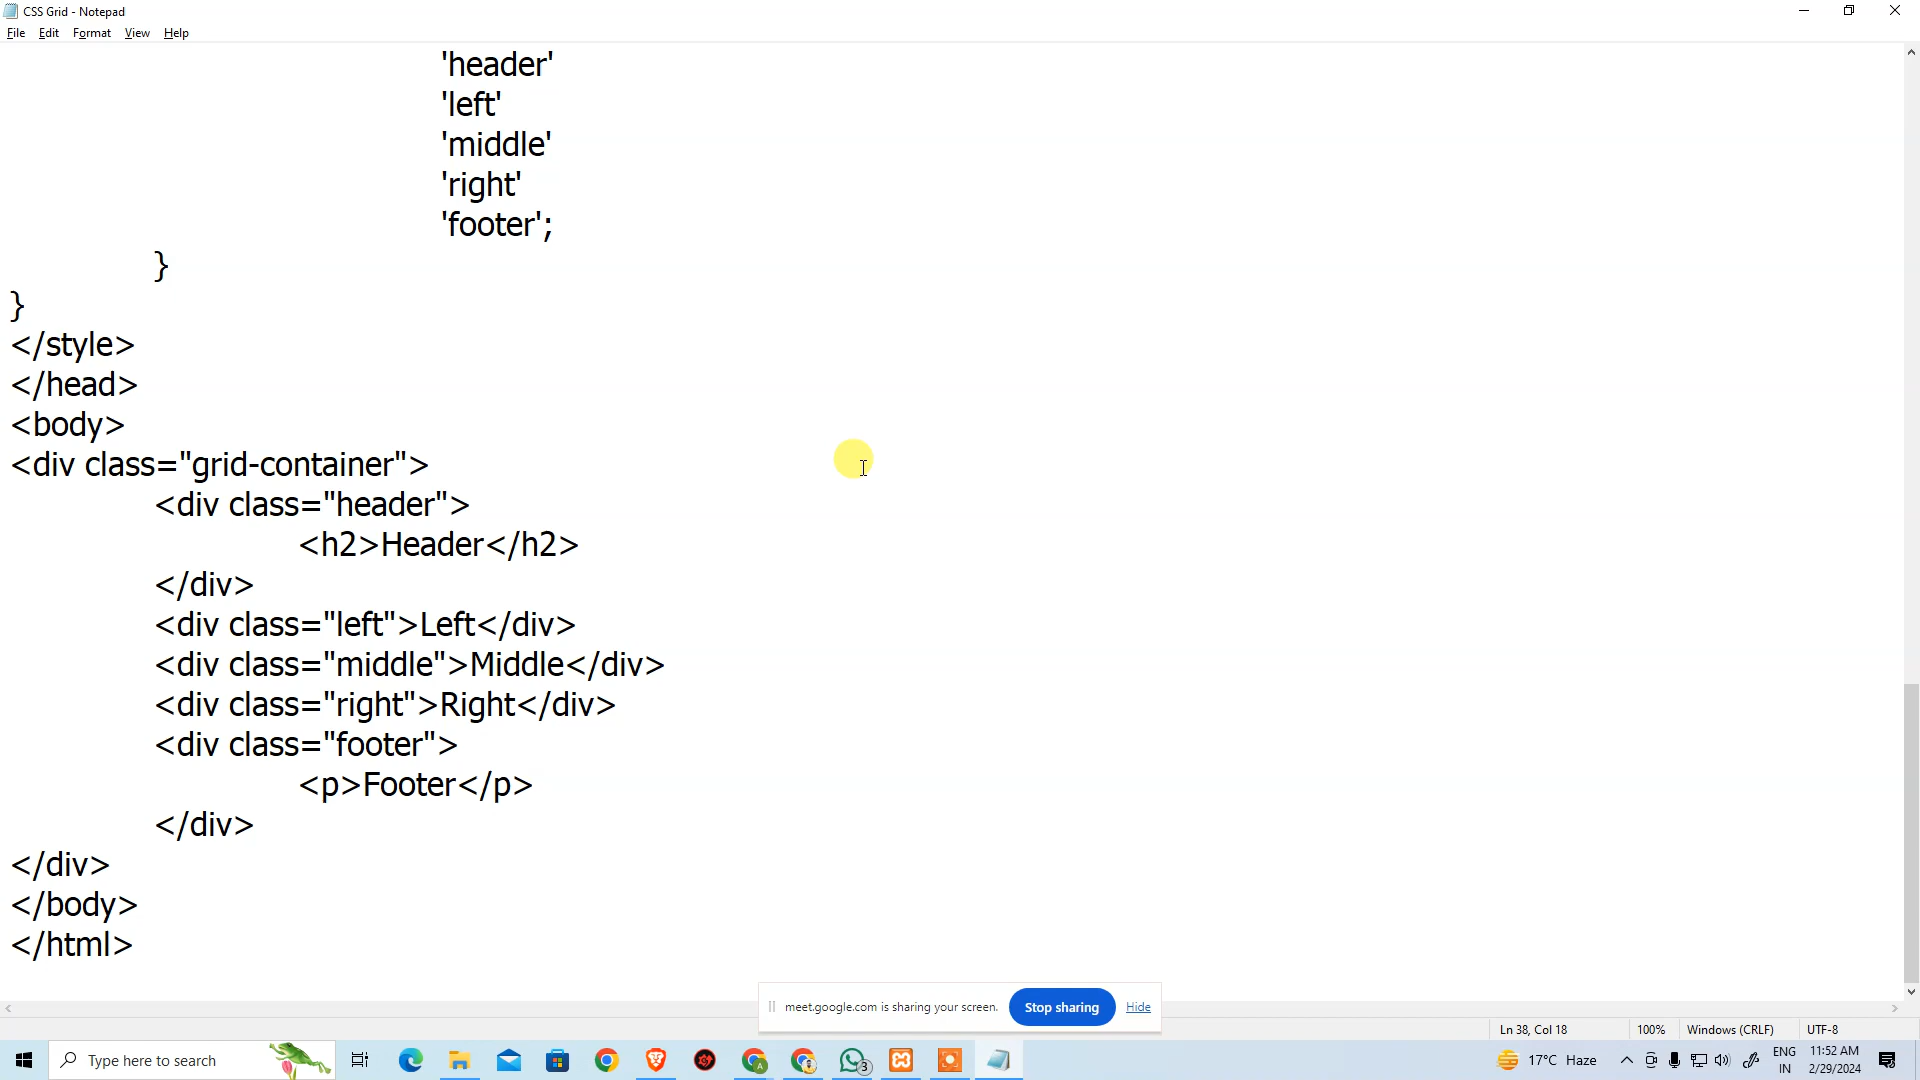 CSS Grid - Notepad
File Edit Format View Help
'header'
'left'
'middle'
'right'
'footer';
}
}
</style>
</head>
<body>
<div class="grid-container">
<div class="header">
<h2>Header</h2>
</div>
<div class="left">Left</div>
<div class="middle">Middle</div>
<div class="right">Right</div>
<div class="footer">
<p>Footer</p>
</div>
</div>
</body>
</html>
meet.google.com is sharing your screen. Stop sharing Hide
Ln 38, Col 18 100% Windows (CRLF) UTF-8
Type here to search A 3 17°C Haze ENG IN 11:52 AM 2/29/2024